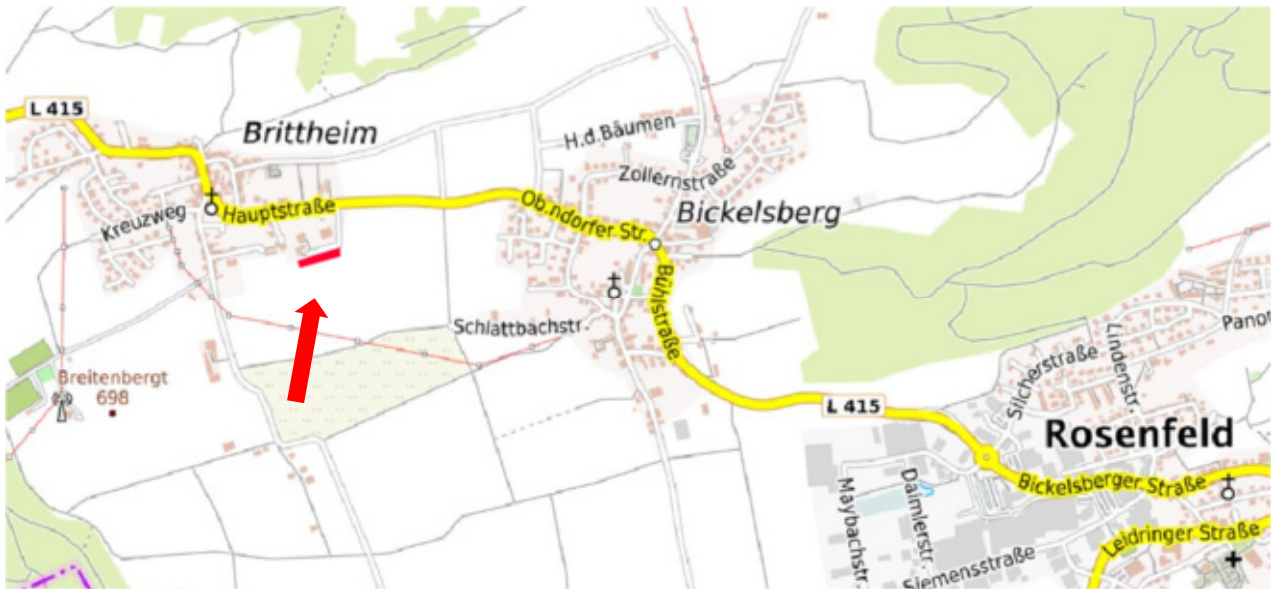 L 415
Brittheim
H.d.Bäumen
Zollernstraße
Kreuzweg
Hauptstraße
Ob.ndorfer Str.
Bickelsberg
Bühlstraße
Schlattbachstr.
Breitenbergt
698
L 415
Silcherstraße
Lindenstr.
Panor
Rosenfeld
Bickelsberger Straße
Maybachstr.
Daimlerstr.
Siemensstraße
Leidringer Straße